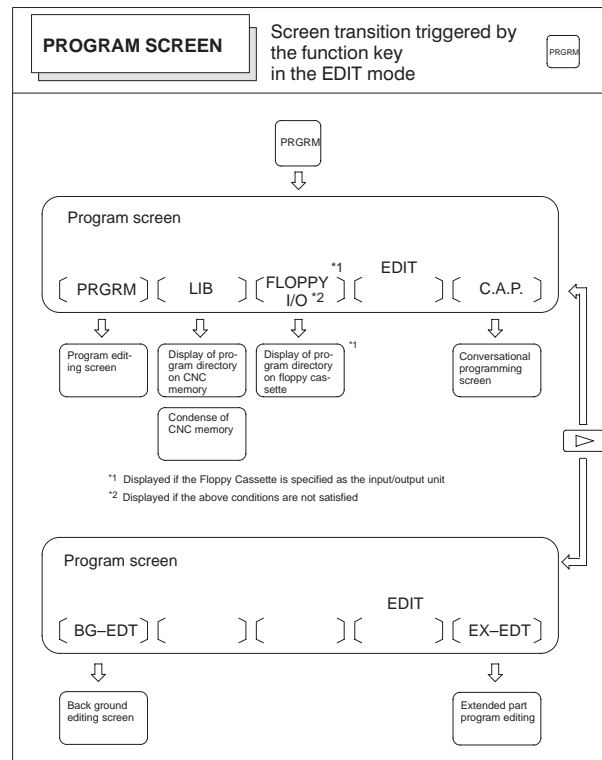 PROGRAM SCREEN
Screen transition triggered by
the function key
in the EDIT mode
PRGRM
PRGRM
Program screen
EDIT
[ PRGRM ] [ LIB ] [ FLOPPY *1
I/O *2 ] [ ] [ C.A.P. ]
Program edit-
ing screen
Display of pro-
gram directory
on CNC
memory
Display of pro-
gram directory
on floppy cas-
sette
*1
Conversational
programming
screen
Condense of
CNC memory
*1 Displayed if the Floppy Cassette is specified as the input/output unit
*2 Displayed if the above conditions are not satisfied
Program screen
EDIT
[ BG–EDT ] [ ] [ ] [ ] [ EX–EDT ]
Back ground
editing screen
Extended part
program editing